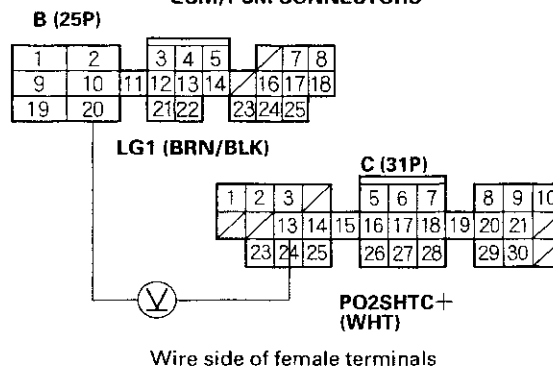 ECM/PCM CONNECTORS
B (25P)
1 2 3 4 5 7 8
9 10 11 12 13 14 16 17 18
19 20 21 22 23 24 25
LG1 (BRN/BLK)
C (31P)
1 2 3 5 6 7 8 9 10
13 14 15 16 17 18 19 20 21
23 24 25 26 27 28 29 30
V
PO2SHTC+
(WHT)
Wire side of female terminals